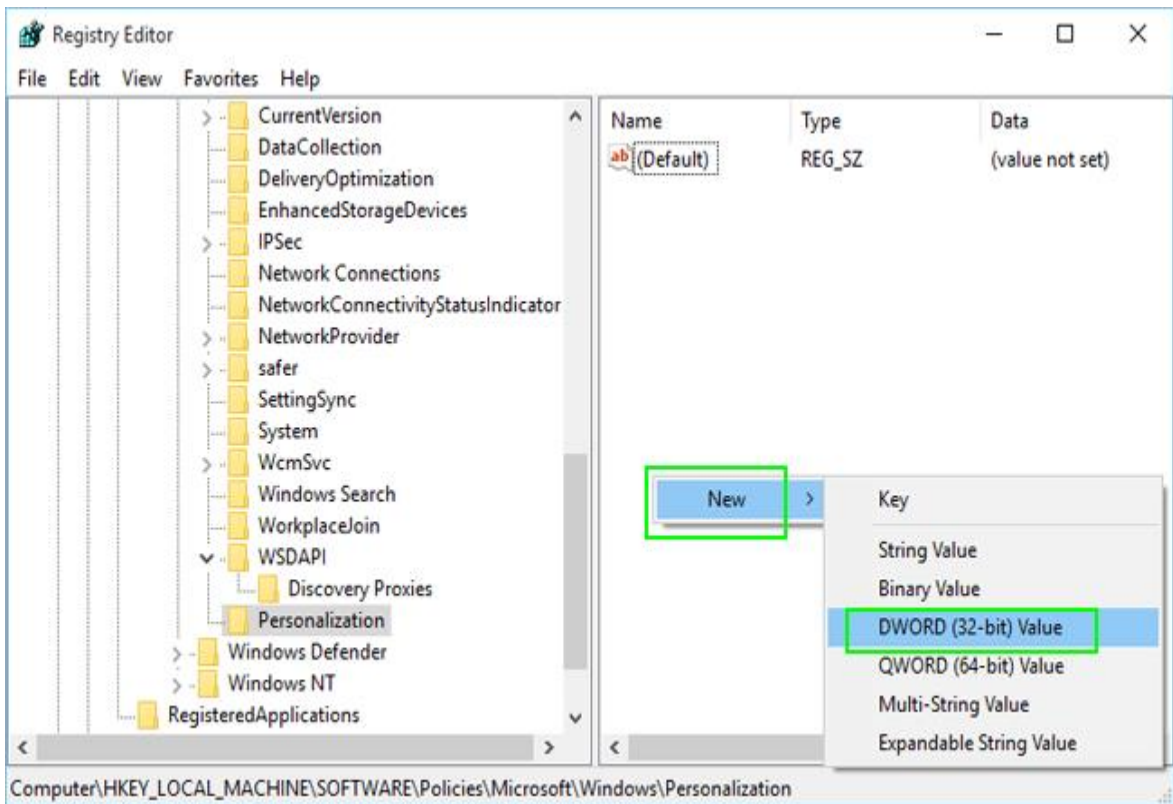 Registry Editor
File Edit View Favorites Help
CurrentVersion
DataCollection
DeliveryOptimization
EnhancedStorageDevices
IPSec
Network Connections
NetworkConnectivityStatusIndicator
NetworkProvider
safer
SettingSync
System
WcmSvc
Windows Search
WorkplaceJoin
WSDAPI
Discovery Proxies
Personalization
Windows Defender
Windows NT
RegisteredApplications
Name Type Data
ab (Default) REG_SZ (value not set)
New
Key
String Value
Binary Value
DWORD (32-bit) Value
QWORD (64-bit) Value
Multi-String Value
Expandable String Value
Computer\HKEY_LOCAL_MACHINE\SOFTWARE\Policies\Microsoft\Windows\Personalization